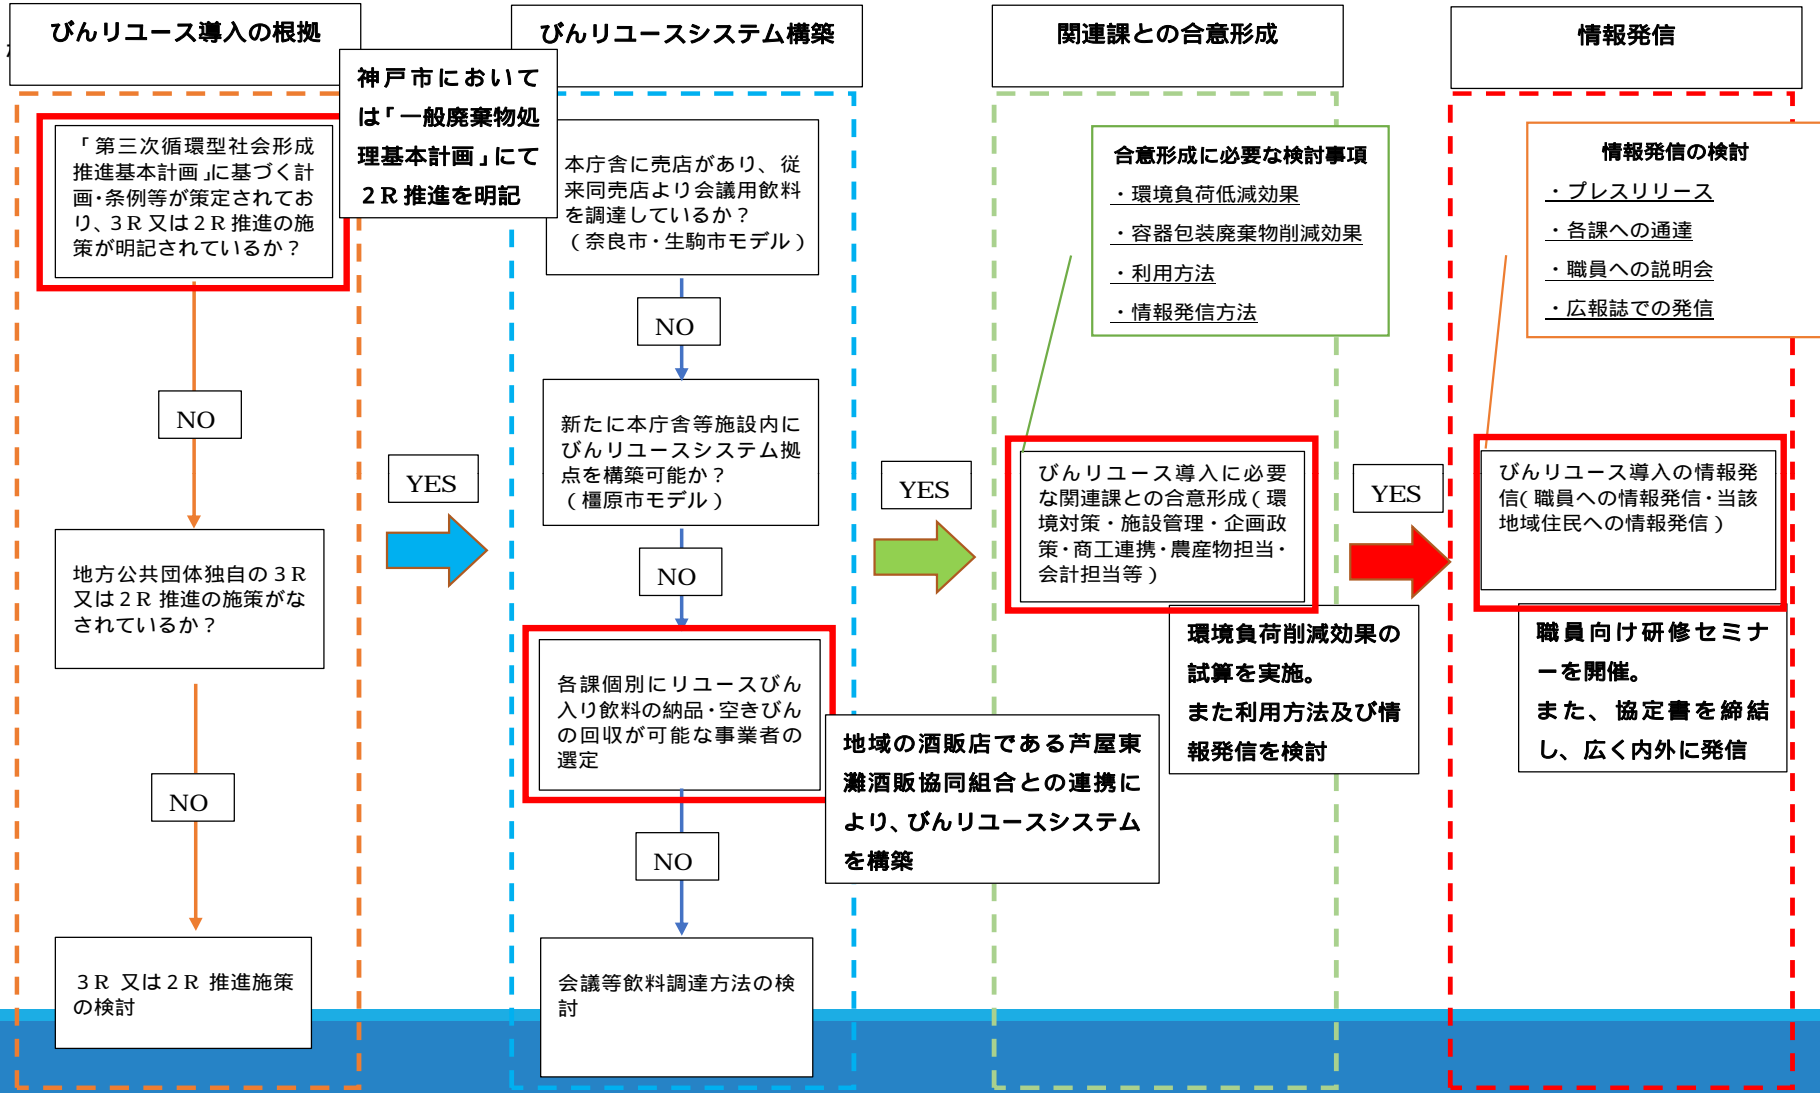 びんリユース導入の根拠
神戸市において
は「一般廃棄物処
理基本計画」にて
2R推進を明記
「第三次循環型社会形成
推進基本計画」に基づく計
画・条例等が策定されてお
り、3R又は2R推進の施
策が明記されているか？
NO
地方公共団体独自の3R
又は2R推進の施策がな
されているか？
NO
3R 又は2R 推進施策
の検討
YES
びんリユースシステム構築
本庁舎に売店があり、従
来同売店より会議用飲料
を調達しているか？
（奈良市・生駒市モデル）
NO
新たに本庁舎等施設内に
びんリユースシステム拠
点を構築可能か？
（橿原市モデル）
NO
各課個別にリユースびん
入り飲料の納品・空きびん
の回収が可能な事業者の
選定
地域の酒販店である芦屋東
灘酒販協同組合との連携に
より、びんリユースシステム
を構築
NO
会議等飲料調達方法の検
討
YES
関連課との合意形成
合意形成に必要な検討事項
・環境負荷低減効果
・容器包装廃棄物削減効果
・利用方法
・情報発信方法
びんリユース導入に必要
な関連課との合意形成（環
境対策・施設管理・企画政
策・商工連携・農産物担当・
会計担当等）
環境負荷削減効果の
試算を実施。
また利用方法及び情
報発信を検討
YES
情報発信
情報発信の検討
・プレスリリース
・各課への通達
・職員への説明会
・広報誌での発信
びんリユース導入の情報発
信（職員への情報発信・当該
地域住民への情報発信）
職員向け研修セミナ
ーを開催。
また、協定書を締結
し、広く内外に発信